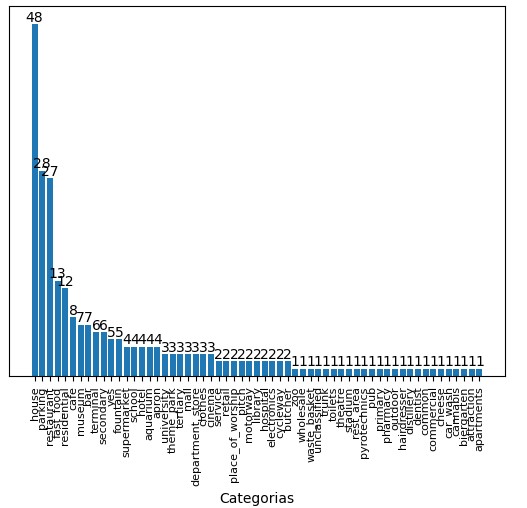 48
28
27
13
12
8
7 7
6 6
5 5
4 4 4 4 4
3 3 3 3 3 3 3
2 2 2 2 2 2 2 2 2 2
1 1 1 1 1 1 1 1 1 1 1 1 1 1 1 1 1 1 1 1 1 1 1 1 1
house
parking
restaurant
fast_food
residential
cafe
museum
bar
terminal
secondary
yes
fountain
supermarket
school
hotel
aquarium
apron
university
theme_park
tertiary
mall
department_store
clothes
cinema
service
retail
place_of_worship
pitch
motorway
library
hospital
electronics
cycleway
butcher
zoo
wholesale
waste_basket
unclassified
trunk
toilets
theatre
stadium
rest_area
pyrotechnics
pub
primary
pharmacy
outdoor
hairdresser
distillery
dentist
common
commercial
cheese
car_wash
cannabis
biergarten
attraction
apartments
Categorias